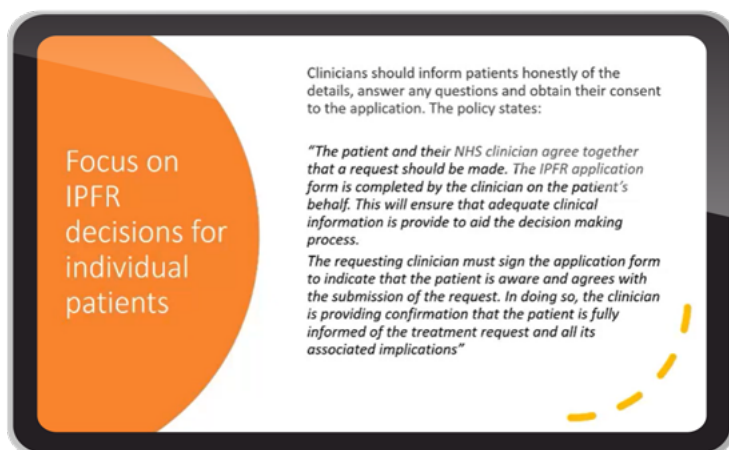 Focus on
IPFR
decisions for
individual
patients
Clinicians should inform patients honestly of the
details, answer any questions and obtain their consent
to the application. The policy states:
"The patient and their NHS clinician agree together
that a request should be made. The IPFR application
form is completed by the clinician on the patient's
behalf. This will ensure that adequate clinical
information is provide to aid the decision making
process.
The requesting clinician must sign the application form
to indicate that the patient is aware and agrees with
the submission of the request. In doing so, the clinician
is providing confirmation that the patient is fully
informed of the treatment request and all its
associated implications”